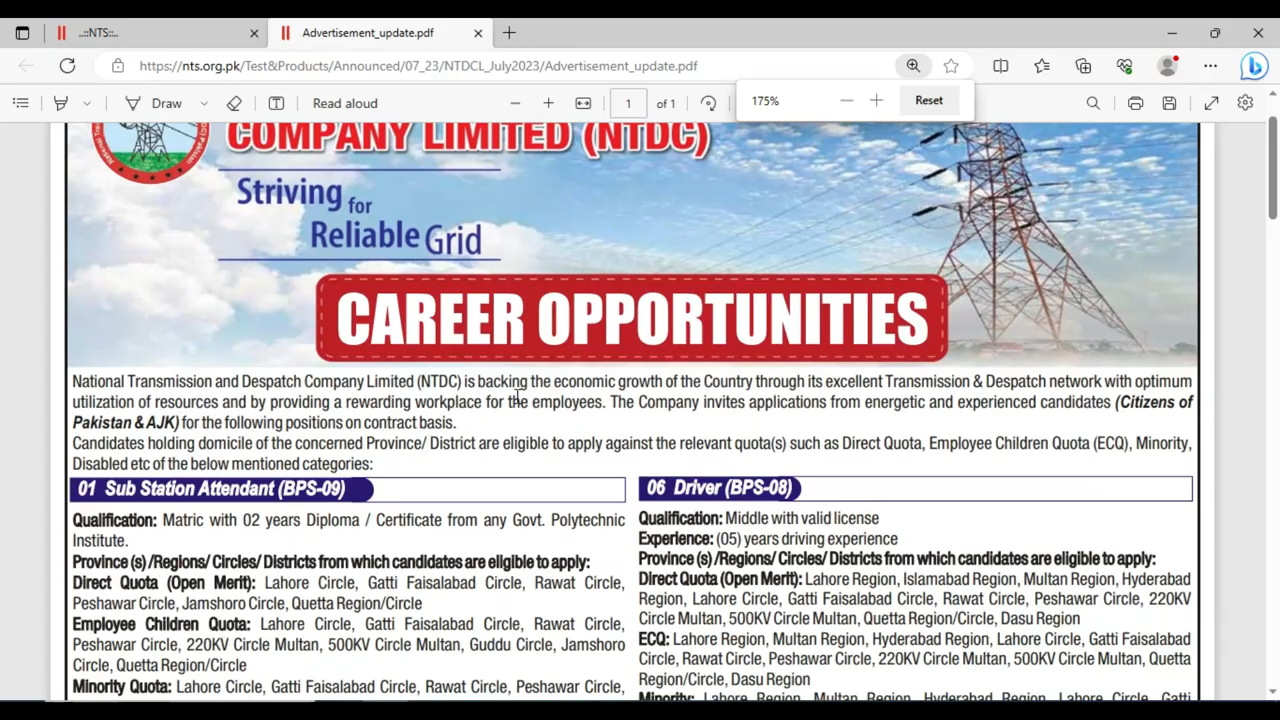 ..::NTS::..
Advertisement_update.pdf
https://nts.org.pk/Test&Products/Announced/07_23/NTDCL_July2023/Advertisement_update.pdf
Draw
Read aloud
1
of 1
175%
Reset
COMPANY LIMITED (NTDC)
Striving for
Reliable Grid
CAREER OPPORTUNITIES
National Transmission and Despatch Company Limited (NTDC) is backing the economic growth of the Country through its excellent Transmission & Despatch network with optimum
utilization of resources and by providing a rewarding workplace for the employees. The Company invites applications from energetic and experienced candidates (Citizens of
Pakistan & AJK) for the following positions on contract basis.
Candidates holding domicile of the concerned Province/ District are eligible to apply against the relevant quota(s) such as Direct Quota, Employee Children Quota (ECQ), Minority,
Disabled etc of the below mentioned categories:
01 Sub Station Attendant (BPS-09)
Qualification: Matric with 02 years Diploma / Certificate from any Govt. Polytechnic
Institute.
Province (s) /Regions/ Circles/ Districts from which candidates are eligible to apply:
Direct Quota (Open Merit): Lahore Circle, Gatti Faisalabad Circle, Rawat Circle,
Peshawar Circle, Jamshoro Circle, Quetta Region/Circle
Employee Children Quota: Lahore Circle, Gatti Faisalabad Circle, Rawat Circle,
Peshawar Circle, 220KV Circle Multan, 500KV Circle Multan, Guddu Circle, Jamshoro
Circle, Quetta Region/Circle
Minority Quota: Lahore Circle, Gatti Faisalabad Circle, Rawat Circle, Peshawar Circle,
06 Driver (BPS-08)
Qualification: Middle with valid license
Experience: (05) years driving experience
Province (s) /Regions/ Circles/ Districts from which candidates are eligible to apply:
Direct Quota (Open Merit): Lahore Region, Islamabad Region, Multan Region, Hyderabad
Region, Lahore Circle, Gatti Faisalabad Circle, Rawat Circle, Peshawar Circle, 220KV
Circle Multan, 500KV Circle Multan, Quetta Region/Circle, Dasu Region
ECQ: Lahore Region, Multan Region, Hyderabad Region, Lahore Circle, Gatti Faisalabad
Circle, Rawat Circle, Peshawar Circle, 220KV Circle Multan, 500KV Circle Multan, Quetta
Region/Circle, Dasu Region
Minority: Lahore Region, Multan Region, Hyderabad Region, Lahore Circle, Gatti